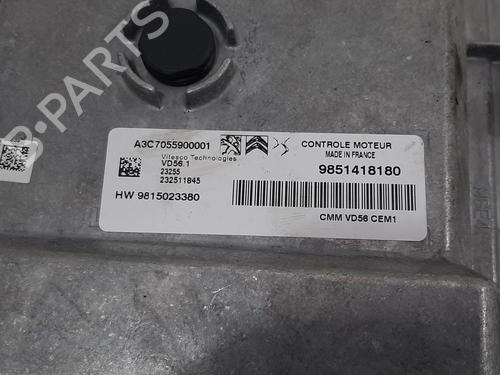 B-PARTS
A3C7055900001
Vitesco Technologies
VD56.1
23255
232511845
HW 9815023380
CONTROLE MOTEUR
MADE IN FRANCE
9851418180
CMM VD56 CEM1